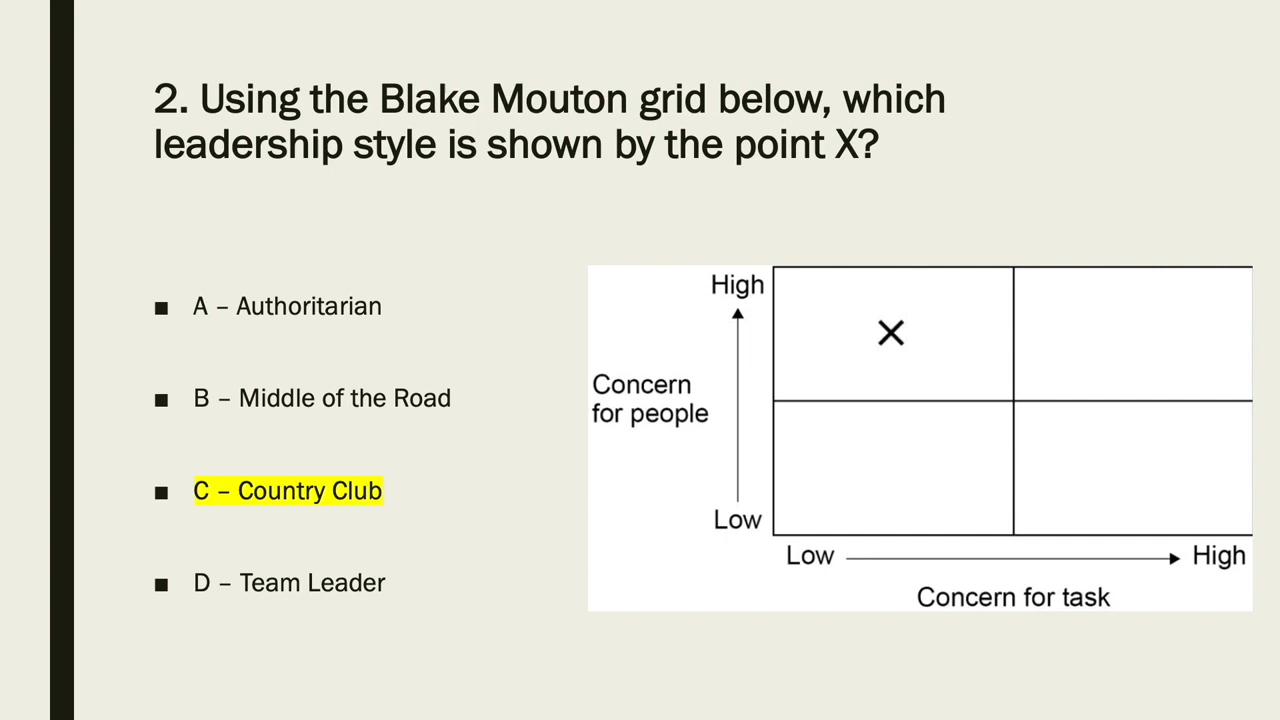 2. Using the Blake Mouton grid below, which
leadership style is shown by the point X?
■ A – Authoritarian
■ B – Middle of the Road
■ C – Country Club
■ D – Team Leader
High
Concern
for people
Low
Low
High
Concern for task